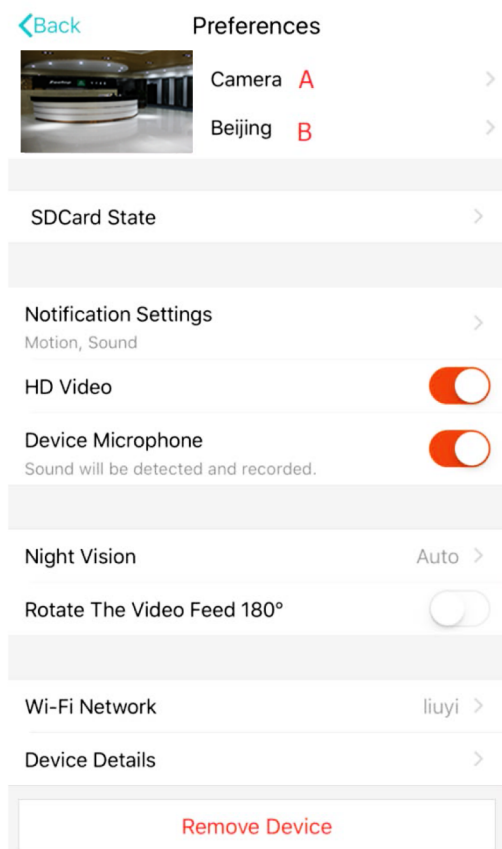 Back Preferences
Camera A
Beijing B
SDCard State
Notification Settings
Motion, Sound
HD Video
Device Microphone
Sound will be detected and recorded.
Night Vision Auto
Rotate The Video Feed 180°
Wi-Fi Network liuyi
Device Details
Remove Device